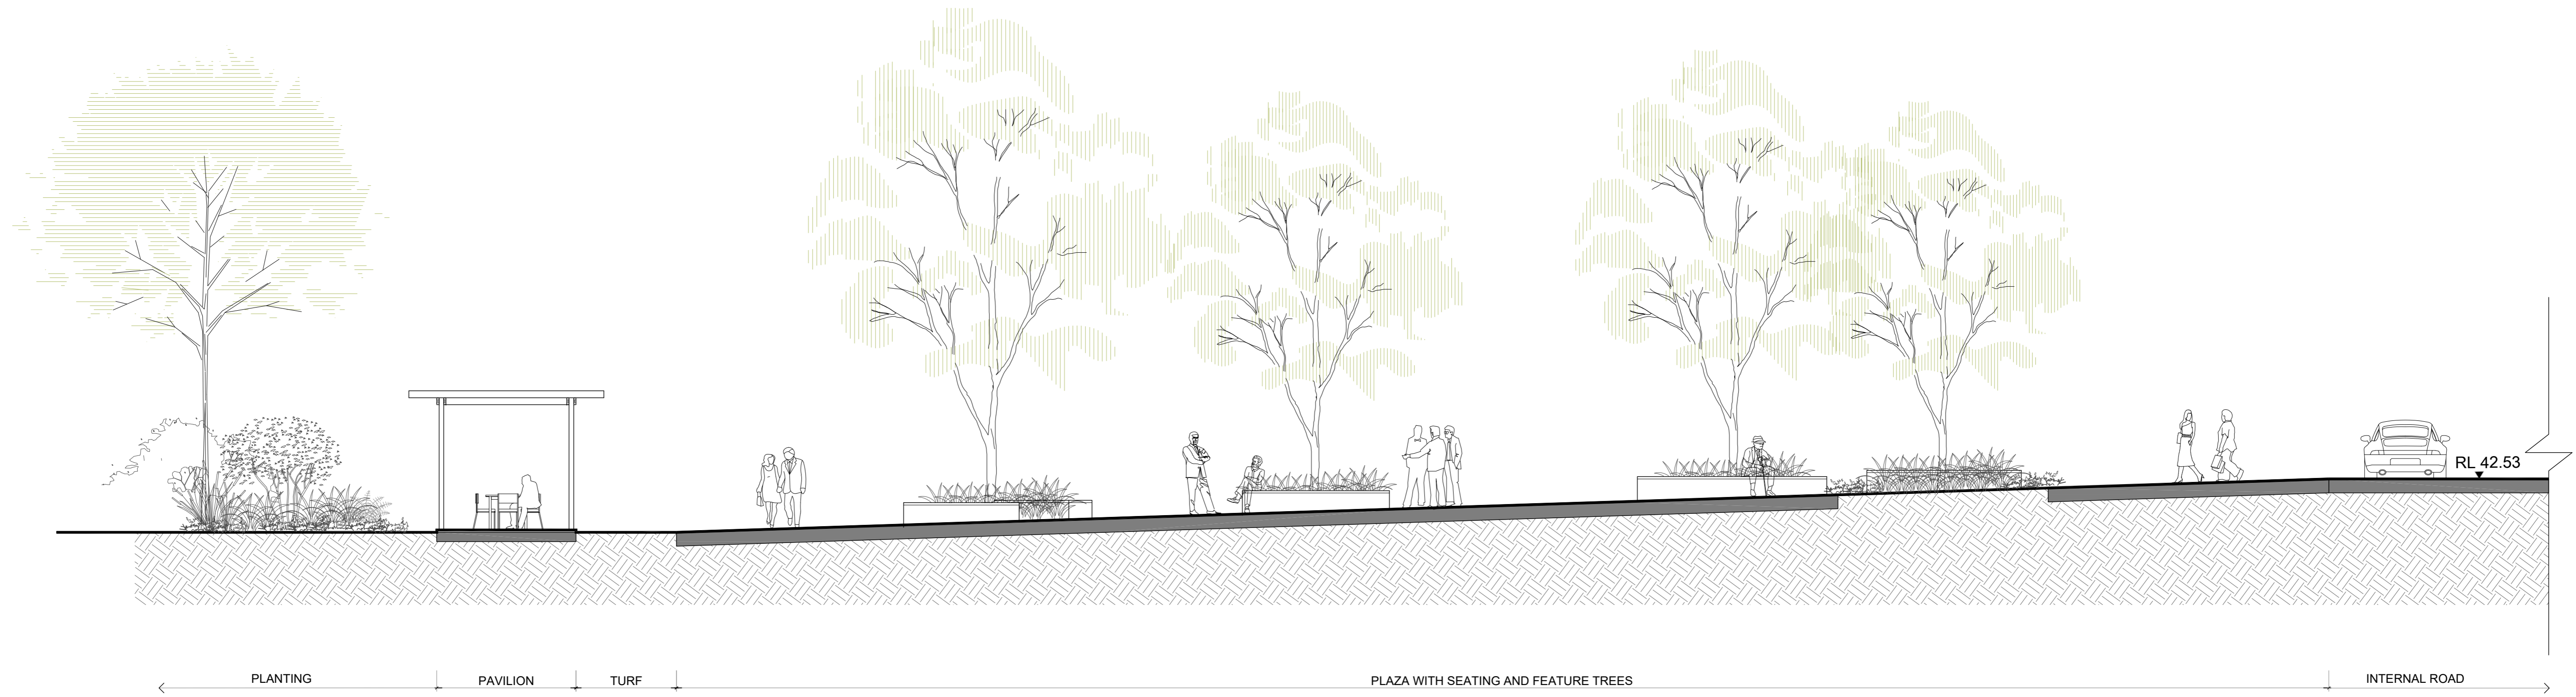 RL 42.53
PLANTING
PAVILION
TURF
PLAZA WITH SEATING AND FEATURE TREES
INTERNAL ROAD